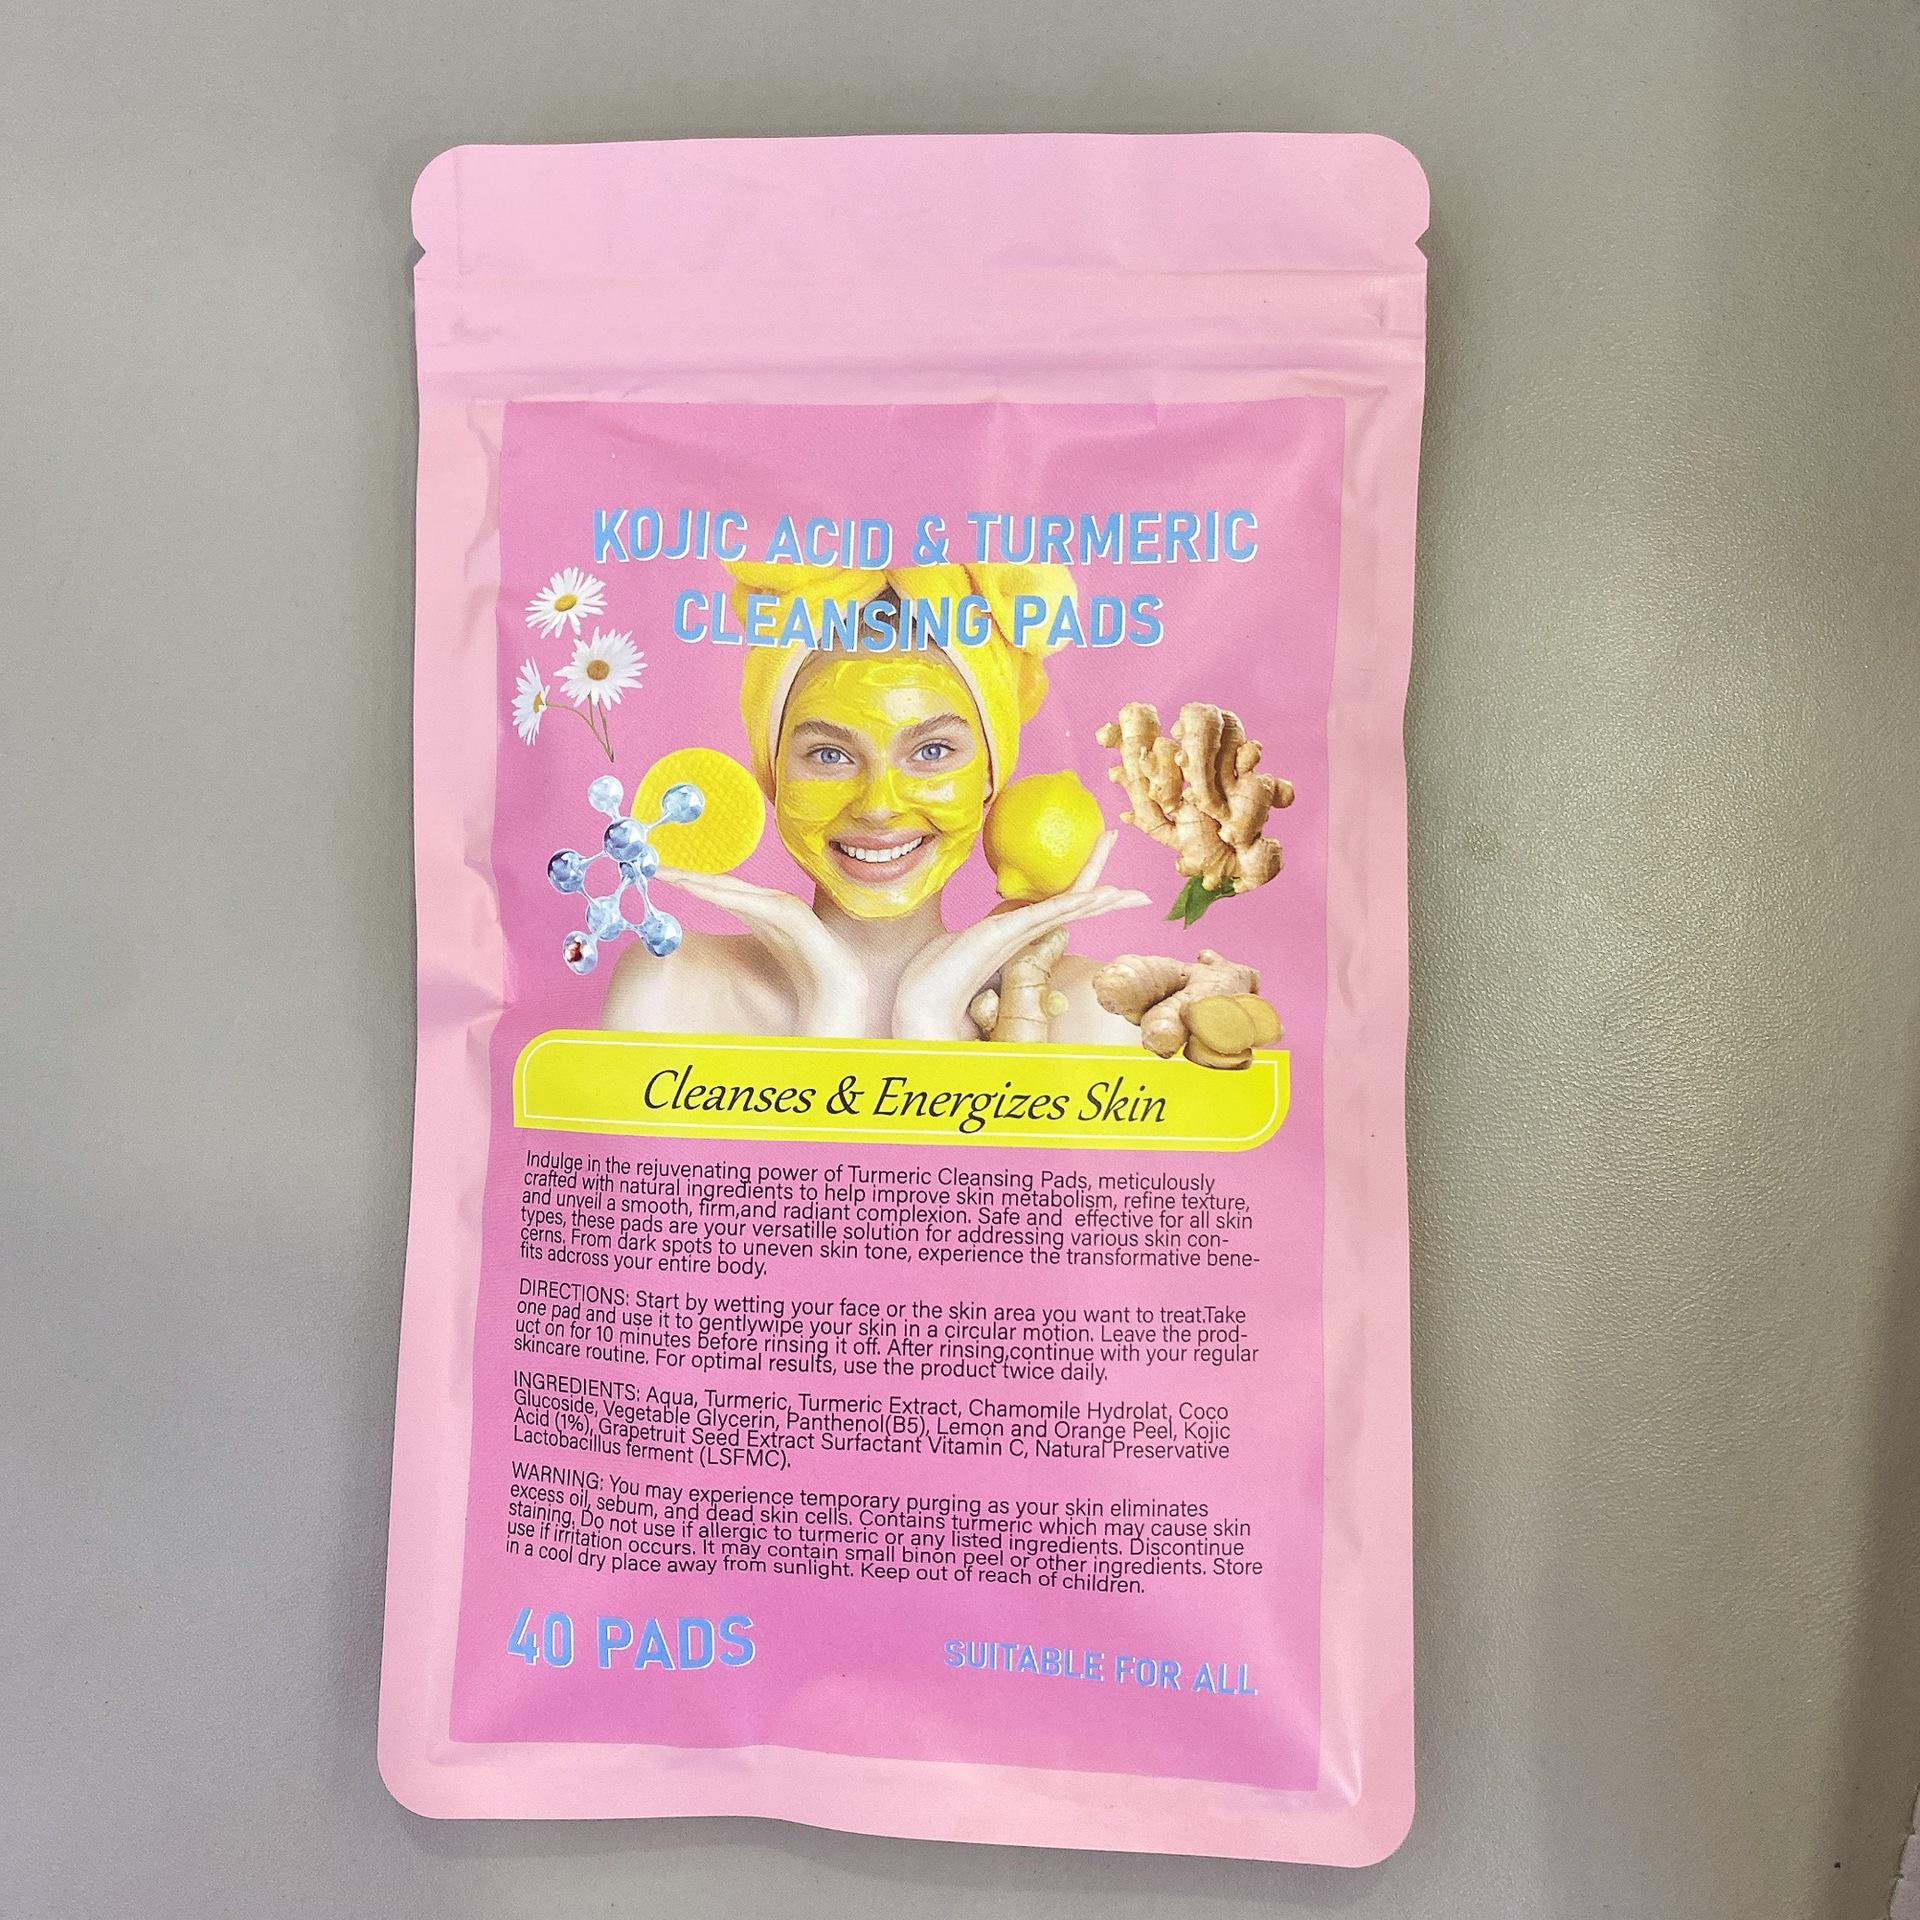 KOJIC ACID & TURMERIC
CLEANSING PADS
Cleanses & Energizes Skin
Indulge in the rejuvenating power of Turmeric Cleansing Pads, meticulously
crafted with natural ingredients to help improve skin metabolism, refine texture,
and unveil a smooth, firm,and radiant complexion. Safe and effective for all skin
types, these pads are your versatille solution for addressing various skin con-
cerns. From dark spots to uneven skin tone, experience the transformative bene-
fits adcross your entire body.
DIRECTIONS: Start by wetting your face or the skin area you want to treat.Take
one pad and use it to gentlywipe your skin in a circular motion. Leave the prod-
uct on for 10 minutes before rinsing it off. After rinsing,continue with your regular
skincare routine. For optimal results, use the product twice daily.
INGREDIENTS: Aqua, Turmeric, Turmeric Extract, Chamomile Hydrolat, Coco
Glucoside, Vegetable Glycerin, Panthenol(B5), Lemon and Orange Peel, Kojic
Acid (1%), Grapetruit Seed Extract Surfactant Vitamin C, Natural Preservative
Lactobacillus ferment (LSFMC).
WARNING: You may experience temporary purging as your skin eliminates
excess oil, sebum, and dead skin cells. Contains turmeric which may cause skin
staining, Do not use if allergic to turmeric or any listed ingredients. Discontinue
use if irritation occurs. It may contain small binon peel or other ingredients. Store
in a cool dry place away from sunlight. Keep out of reach of children.
40 PADS
SUITABLE FOR ALL